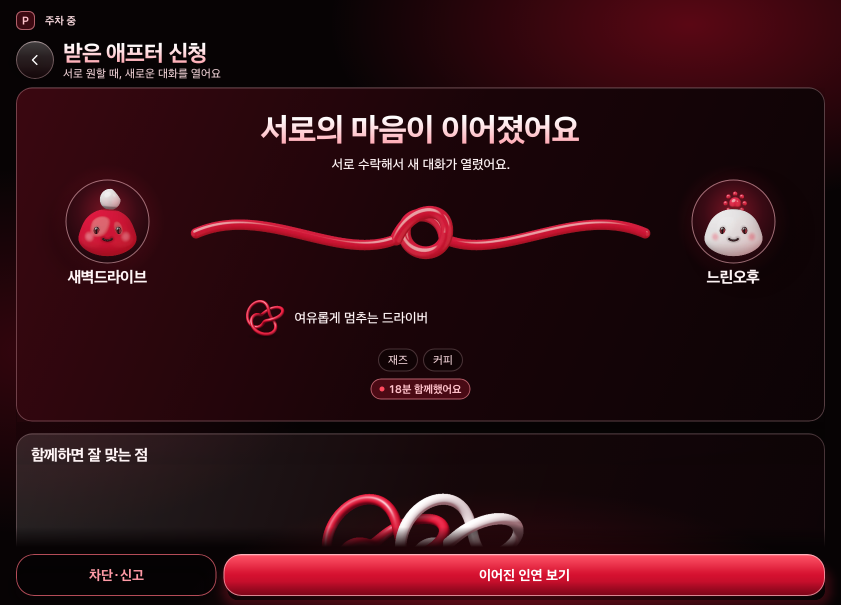 P 주차 중
받은 애프터 신청
서로 원할 때, 새로운 대화를 열어요
서로의 마음이 이어졌어요
서로 수락해서 새 대화가 열렸어요.
새벽드라이브
느린오후
여유롭게 멈추는 드라이버
재즈 커피
18분 함께했어요
함께하면 잘 맞는 점
차단·신고
이어진 인연 보기